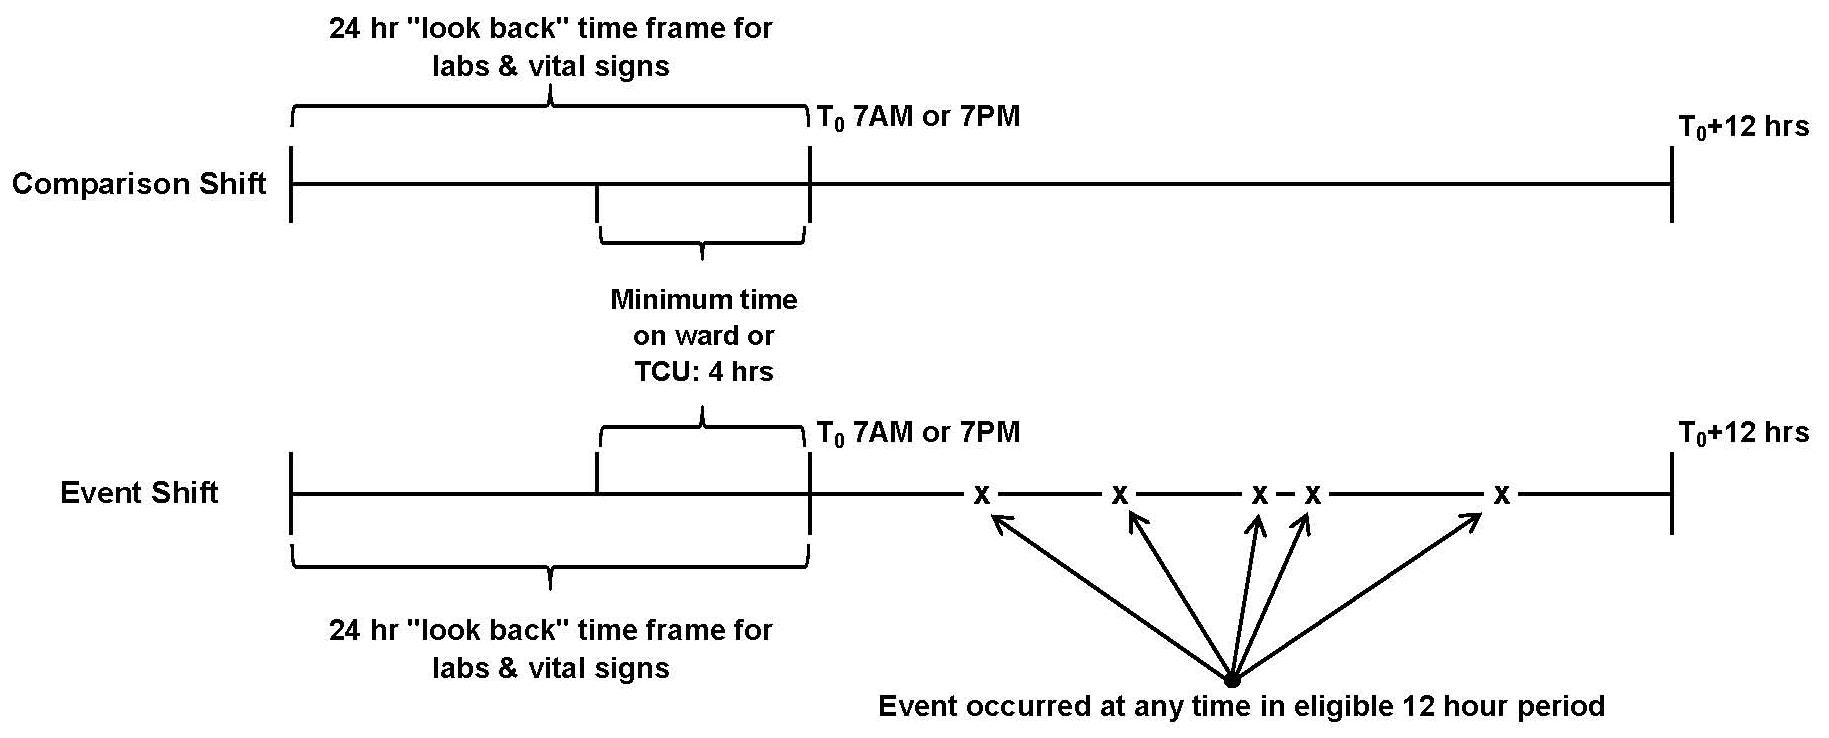 24 hr "look back" time frame for
labs & vital signs
T₀ 7AM or 7PM
T₀+12 hrs
Comparison Shift
Minimum time
on ward or
TCU: 4 hrs
T₀ 7AM or 7PM
T₀+12 hrs
Event Shift
x x x x x
24 hr "look back" time frame for
labs & vital signs
Event occurred at any time in eligible 12 hour period